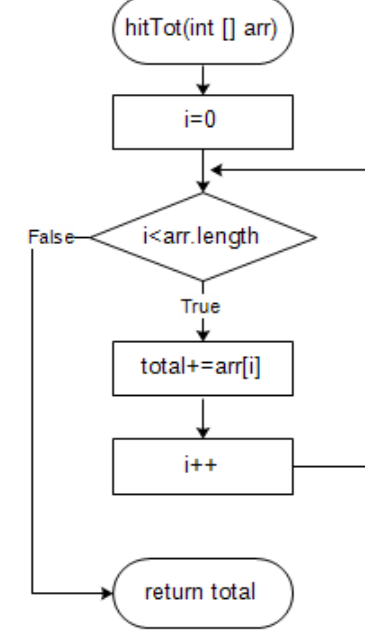 hitTot(int [] arr)
i=0
i<arr.length
False
True
total+=arr[i]
i++
return total